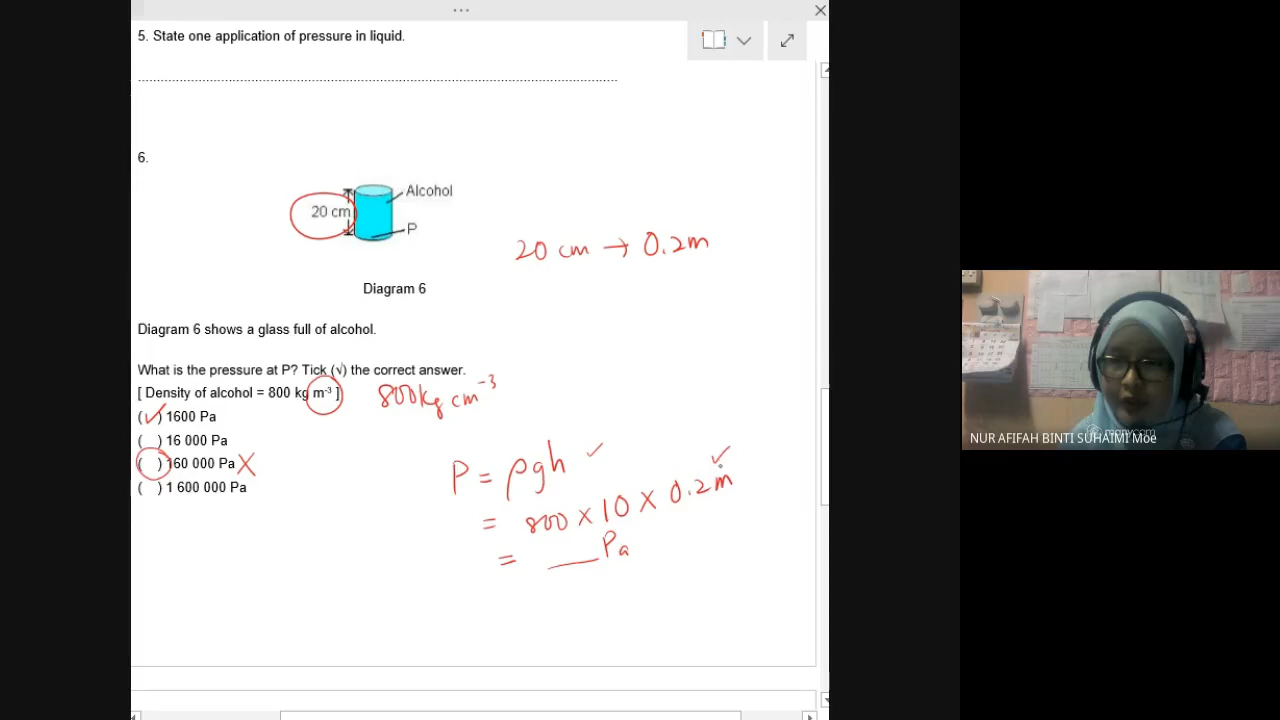 5. State one application of pressure in liquid.
6.
Alcohol
20 cm
P
20 cm → 0.2m
Diagram 6
Diagram 6 shows a glass full of alcohol.
What is the pressure at P? Tick (√) the correct answer.
[ Density of alcohol = 800 kg m⁻³ ]
800kg cm⁻³
(✓) 1600 Pa
( ) 16 000 Pa
( ) 160 000 Pa X
( ) 1 600 000 Pa
P = ρgh ✓
= 800 × 10 × 0.2m ✓
= __ Pa
NUR AFIFAH BINTI SUHAIMI Moe